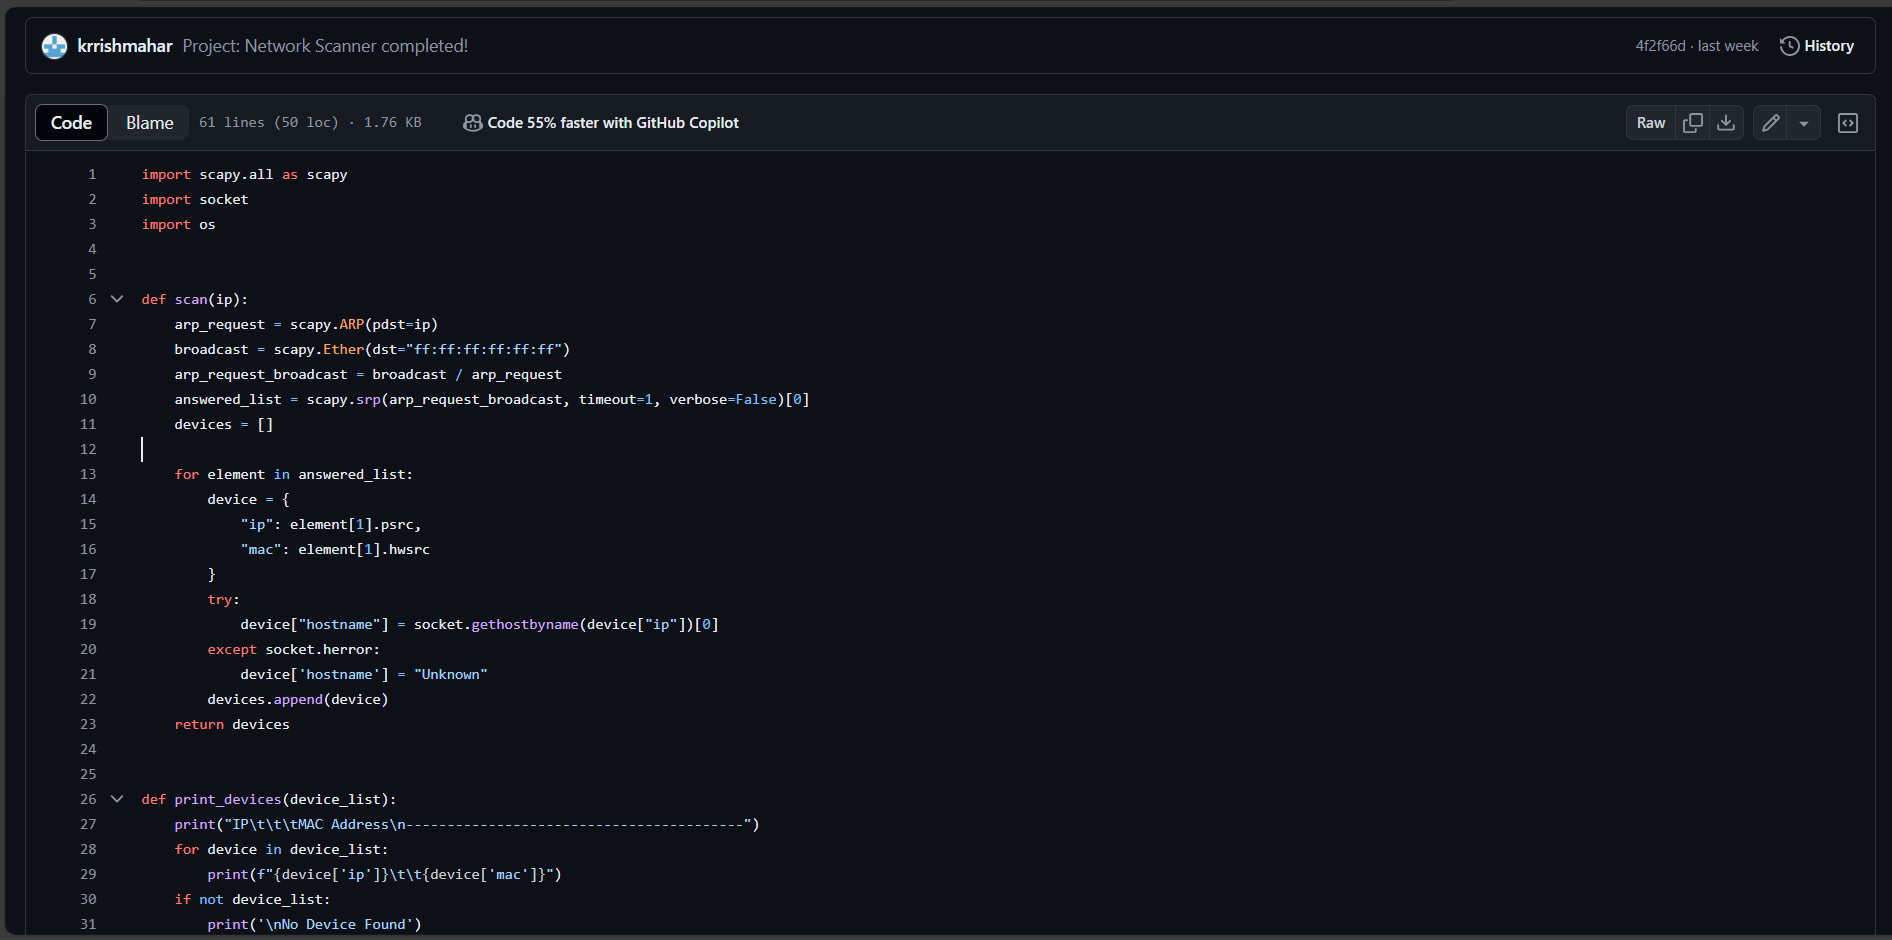 krrishmahar Project: Network Scanner completed! 4f2f66d · last week History
Code Blame 61 lines (50 loc) · 1.76 KB Code 55% faster with GitHub Copilot Raw
1 import scapy.all as scapy
2 import socket
3 import os
4
5
6 def scan(ip):
7     arp_request = scapy.ARP(pdst=ip)
8     broadcast = scapy.Ether(dst="ff:ff:ff:ff:ff:ff")
9     arp_request_broadcast = broadcast / arp_request
10     answered_list = scapy.srp(arp_request_broadcast, timeout=1, verbose=False)[0]
11     devices = []
12
13     for element in answered_list:
14         device = {
15             "ip": element[1].psrc,
16             "mac": element[1].hwsrc
17         }
18         try:
19             device["hostname"] = socket.gethostbyname(device["ip"])[0]
20         except socket.herror:
21             device['hostname'] = "Unknown"
22         devices.append(device)
23     return devices
24
25
26 def print_devices(device_list):
27     print("IP\t\t\tMAC Address\n-----------------------------------------")
28     for device in device_list:
29         print(f"{device['ip']}\t\t{device['mac']}")
30     if not device_list:
31         print('\nNo Device Found')